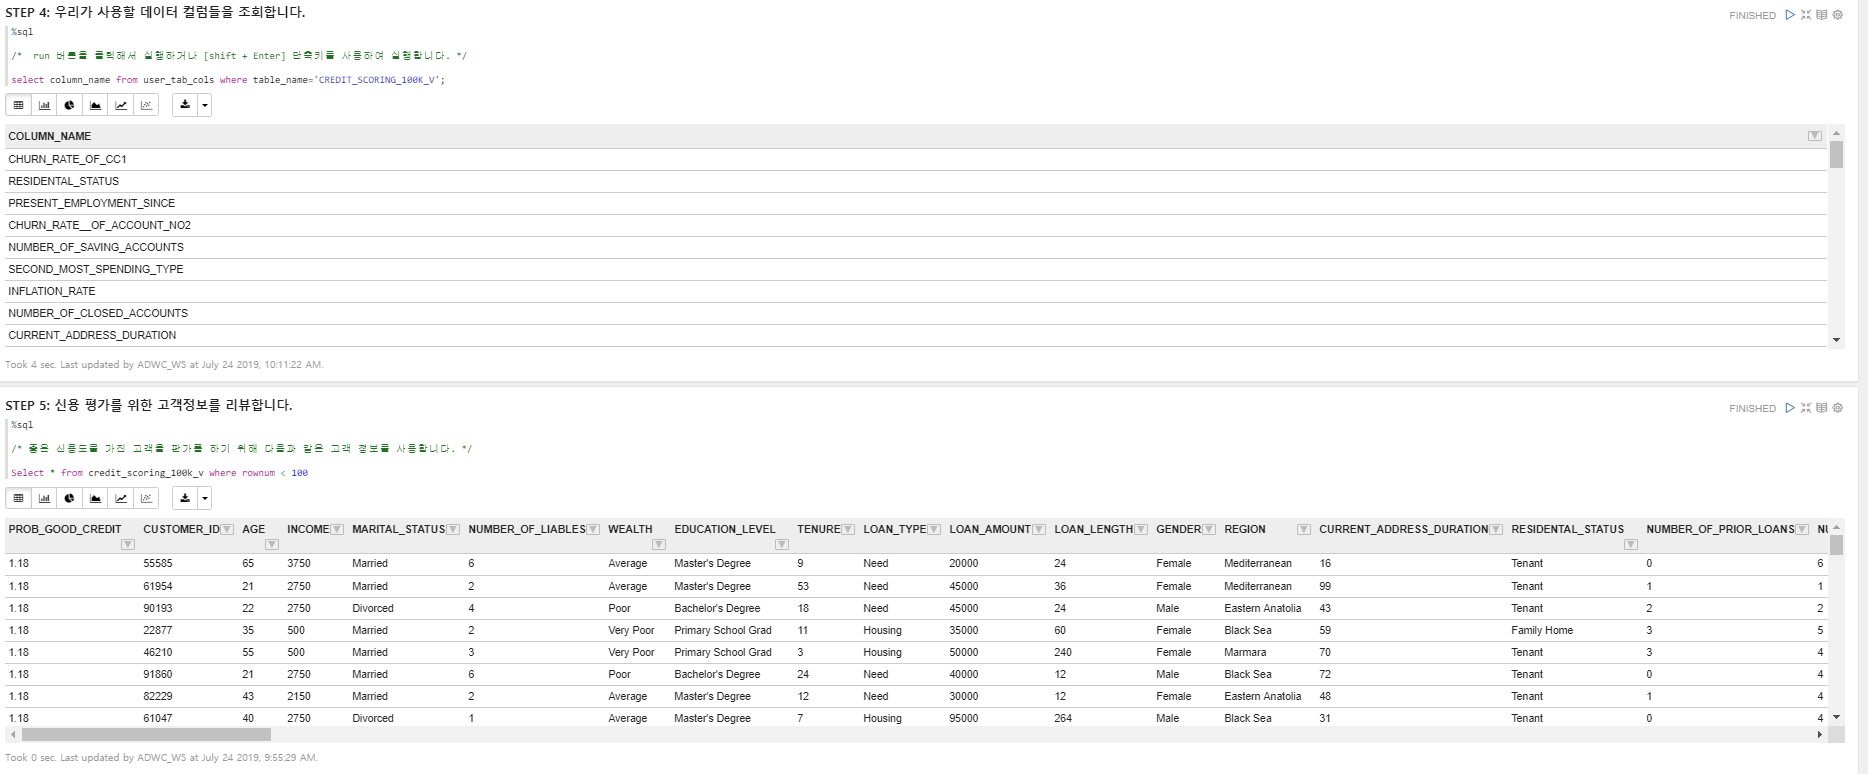 STEP 4: 우리가 사용할 데이터 컬럼들을 조회합니다.
FINISHED
%sql
/* run 버튼을 클릭해서 실행하거나 [shift + Enter] 단축키를 사용하여 실행합니다. */
select column_name from user_tab_cols where table_name='CREDIT_SCORING_100K_V';
COLUMN_NAME
CHURN_RATE_OF_CC1
RESIDENTAL_STATUS
PRESENT_EMPLOYMENT_SINCE
CHURN_RATE__OF_ACCOUNT_NO2
NUMBER_OF_SAVING_ACCOUNTS
SECOND_MOST_SPENDING_TYPE
INFLATION_RATE
NUMBER_OF_CLOSED_ACCOUNTS
CURRENT_ADDRESS_DURATION
Took 4 sec. Last updated by ADWC_WS at July 24 2019, 10:11:22 AM.
STEP 5: 신용 평가를 위한 고객정보를 리뷰합니다.
FINISHED
%sql
/* 좋은 신용도를 가진 고객을 판가름 하기 위해 다음과 같은 고객 정보를 사용합니다. */
Select * from credit_scoring_100k_v where rownum < 100
PROB_GOOD_CREDIT CUSTOMER_ID AGE INCOME MARITAL_STATUS NUMBER_OF_LIABLES WEALTH EDUCATION_LEVEL TENURE LOAN_TYPE LOAN_AMOUNT LOAN_LENGTH GENDER REGION CURRENT_ADDRESS_DURATION RESIDENTAL_STATUS NUMBER_OF_PRIOR_LOANS NU
1.18 55585 65 3750 Married 6 Average Master's Degree 9 Need 20000 24 Female Mediterranean 16 Tenant 0 6
1.18 61954 21 2750 Married 2 Average Master's Degree 53 Need 45000 36 Female Mediterranean 99 Tenant 1 1
1.18 90193 22 2750 Divorced 4 Poor Bachelor's Degree 18 Need 45000 24 Male Eastern Anatolia 43 Tenant 2 2
1.18 22877 35 500 Married 2 Very Poor Primary School Grad 11 Housing 35000 60 Female Black Sea 59 Family Home 3 5
1.18 46210 55 500 Married 3 Very Poor Primary School Grad 3 Housing 50000 240 Female Marmara 70 Tenant 3 4
1.18 91860 21 2750 Married 6 Poor Bachelor's Degree 24 Need 40000 12 Male Black Sea 72 Tenant 0 4
1.18 82229 43 2150 Married 2 Average Master's Degree 12 Need 30000 12 Female Eastern Anatolia 48 Tenant 1 4
1.18 61047 40 2750 Divorced 1 Average Master's Degree 7 Housing 95000 264 Male Black Sea 31 Tenant 0 4
Took 0 sec. Last updated by ADWC_WS at July 24 2019, 9:55:29 AM.